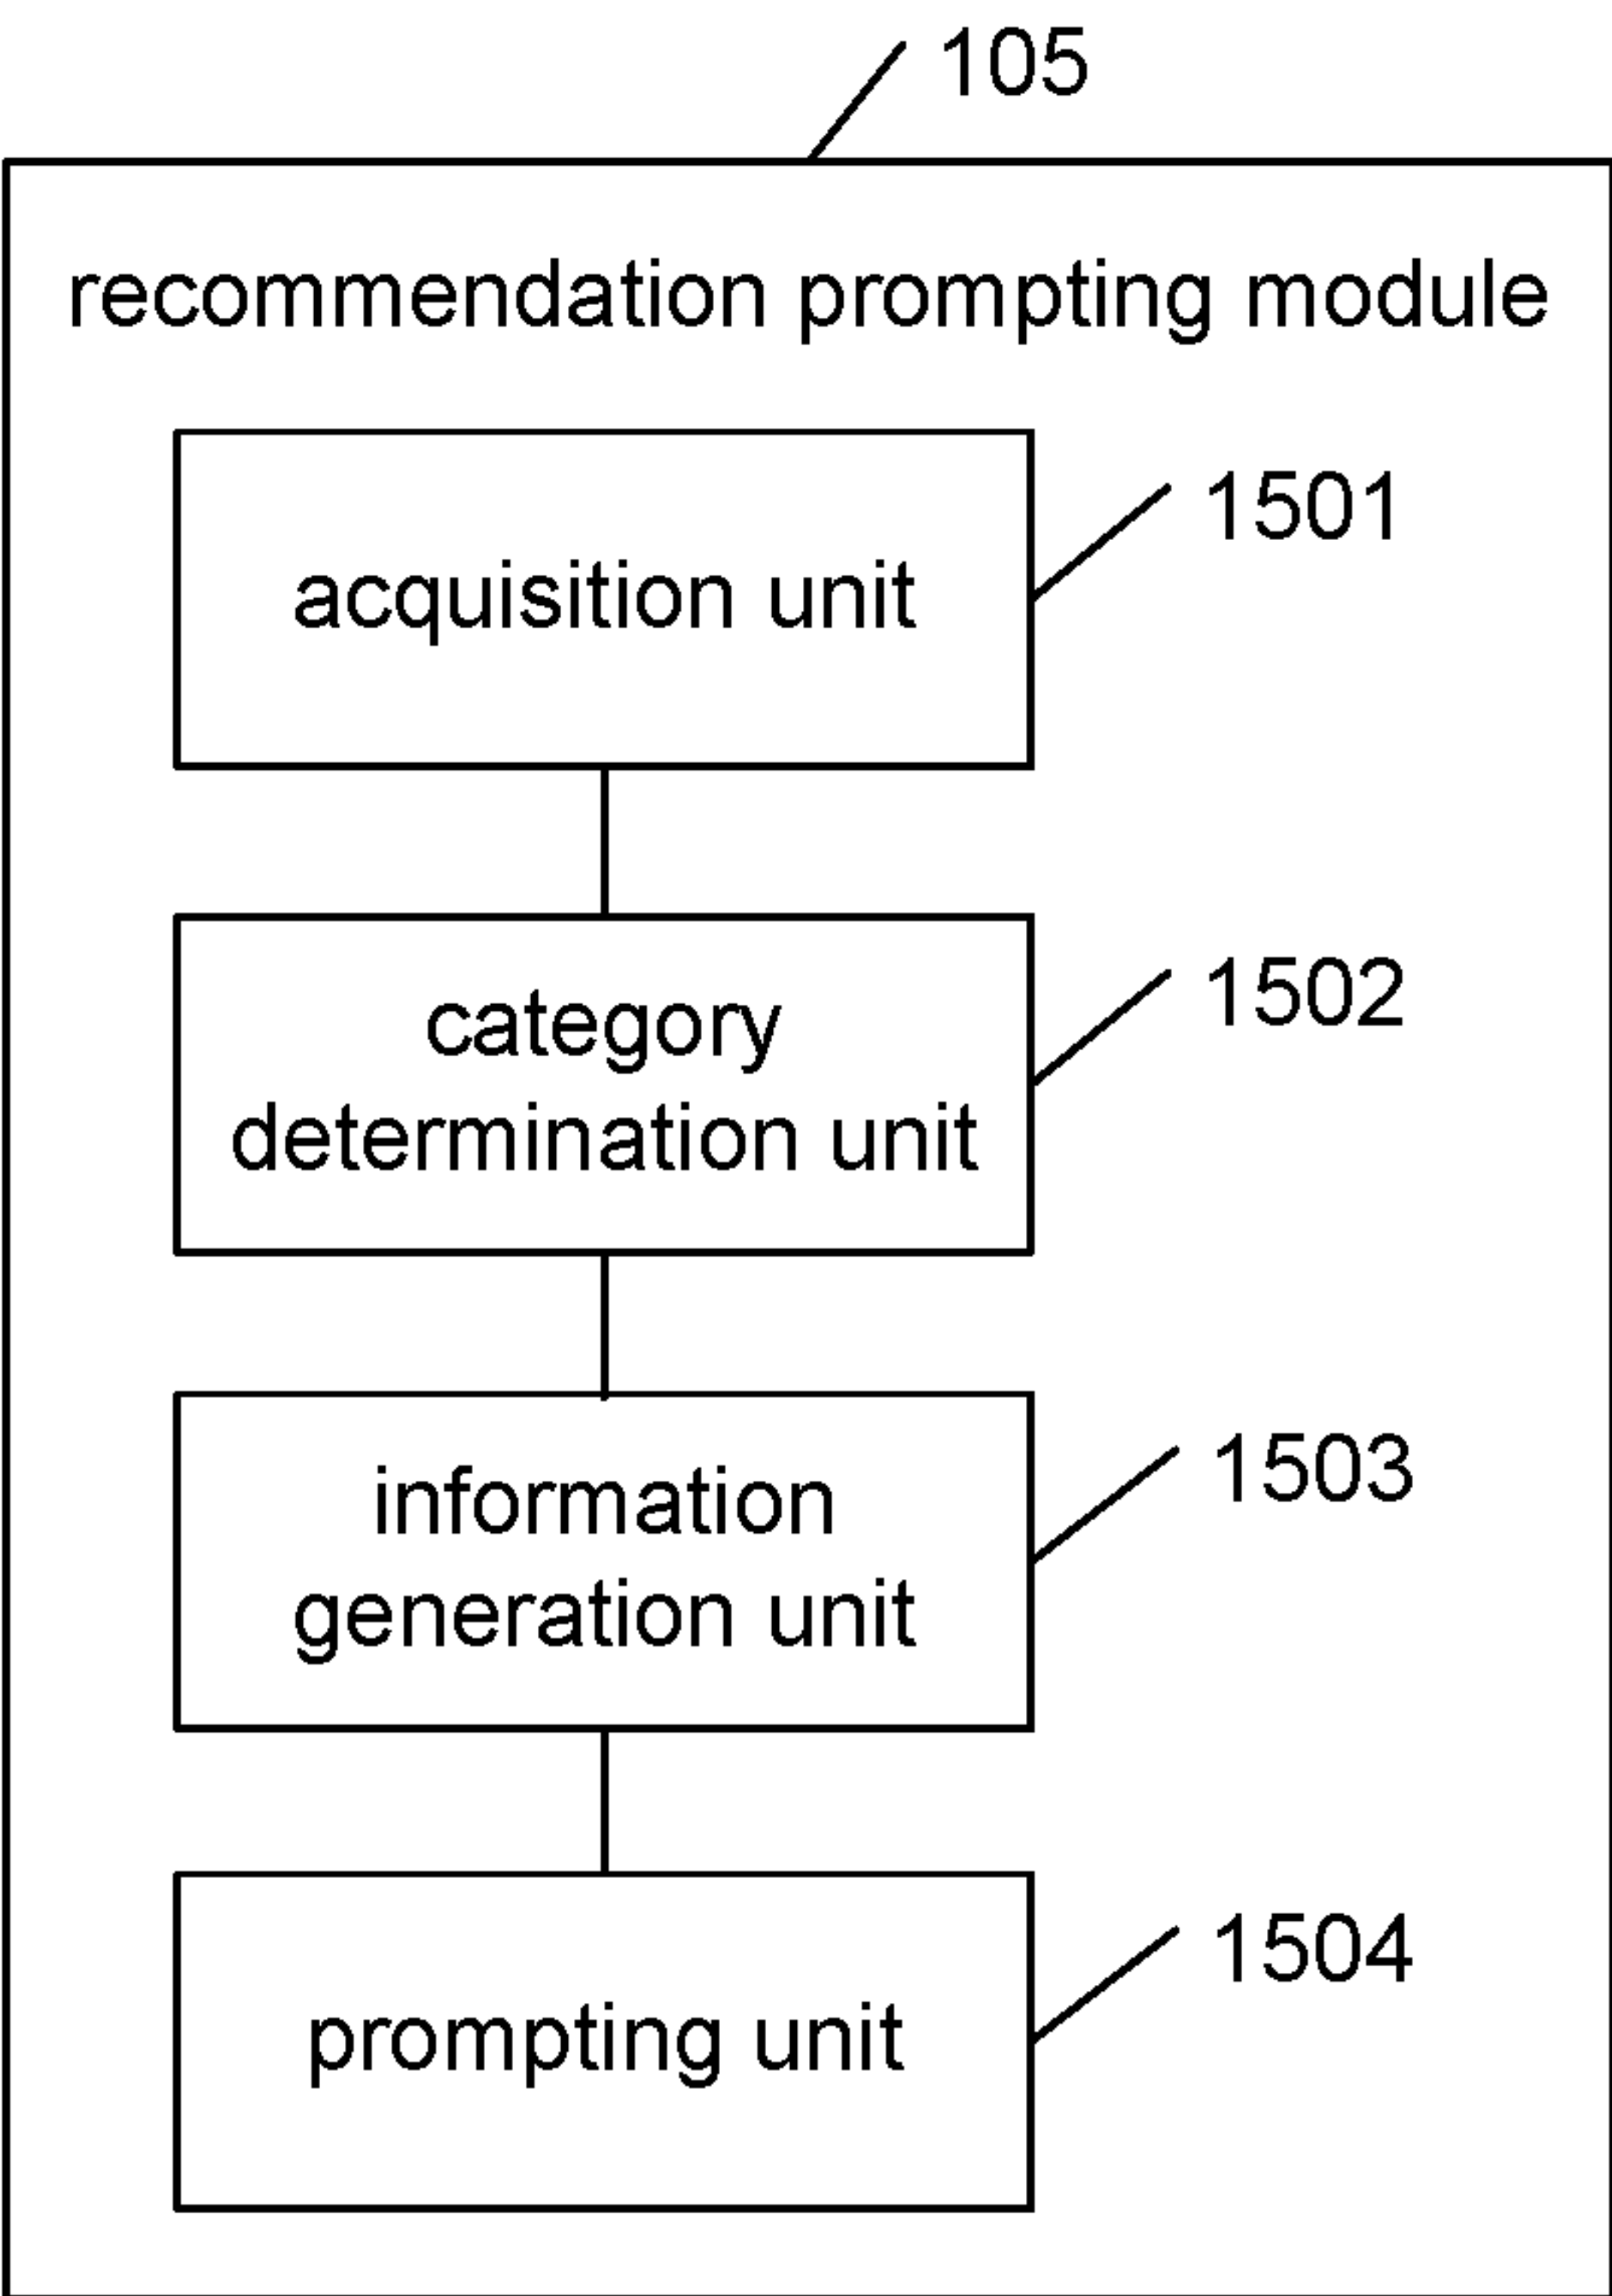 105
recommendation prompting module
acquisition unit
1501
category
determination unit
1502
information
generation unit
1503
prompting unit
1504